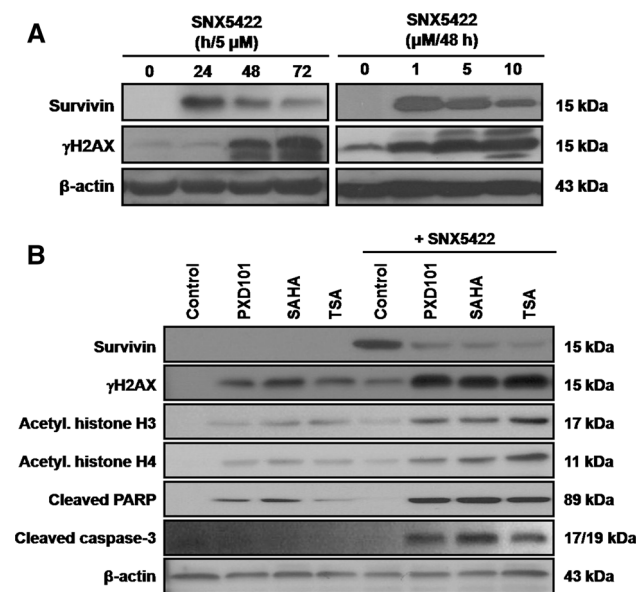 A
SNX5422
(h/5 µM)
SNX5422
(µM/48 h)
0 24 48 72 0 1 5 10
Survivin 15 kDa
γH2AX 15 kDa
β-actin 43 kDa
B
+ SNX5422
Control PXD101 SAHA TSA Control PXD101 SAHA TSA
Survivin 15 kDa
γH2AX 15 kDa
Acetyl. histone H3 17 kDa
Acetyl. histone H4 11 kDa
Cleaved PARP 89 kDa
Cleaved caspase-3 17/19 kDa
β-actin 43 kDa